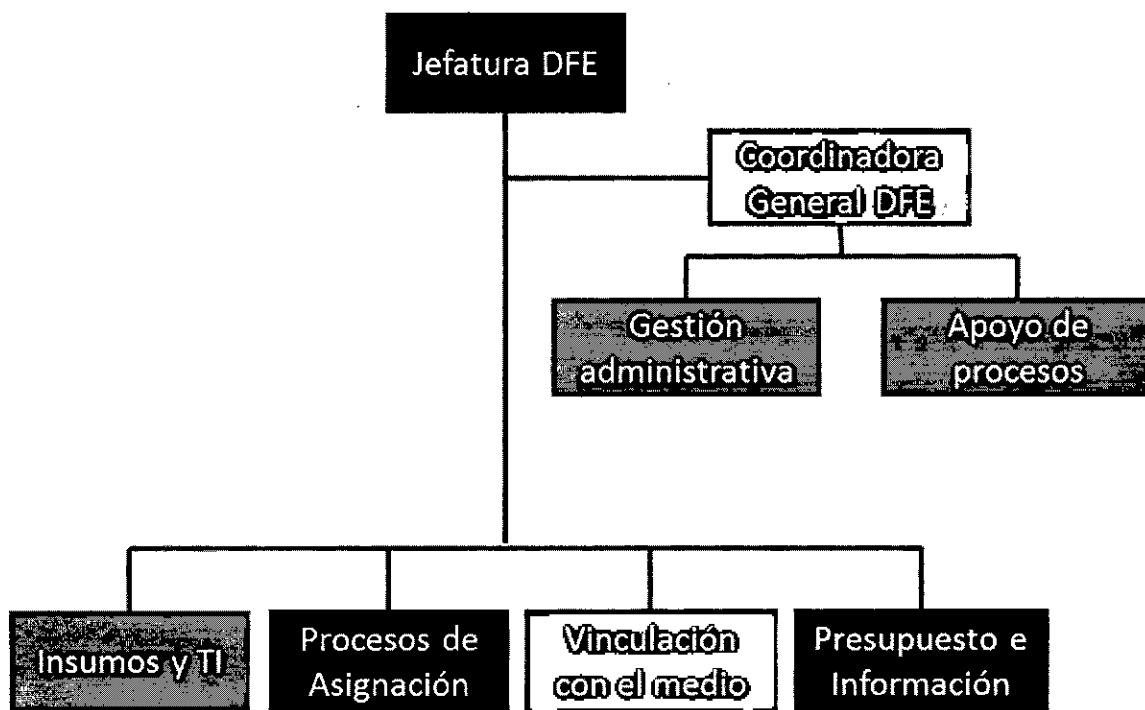 Jefatura DFE
Coordinadora
General DFE
Gestión
administrativa
Apoyo de
procesos
Insumos y TI
Procesos de
Asignación
Vinculación
con el medio
Presupuesto e
Información